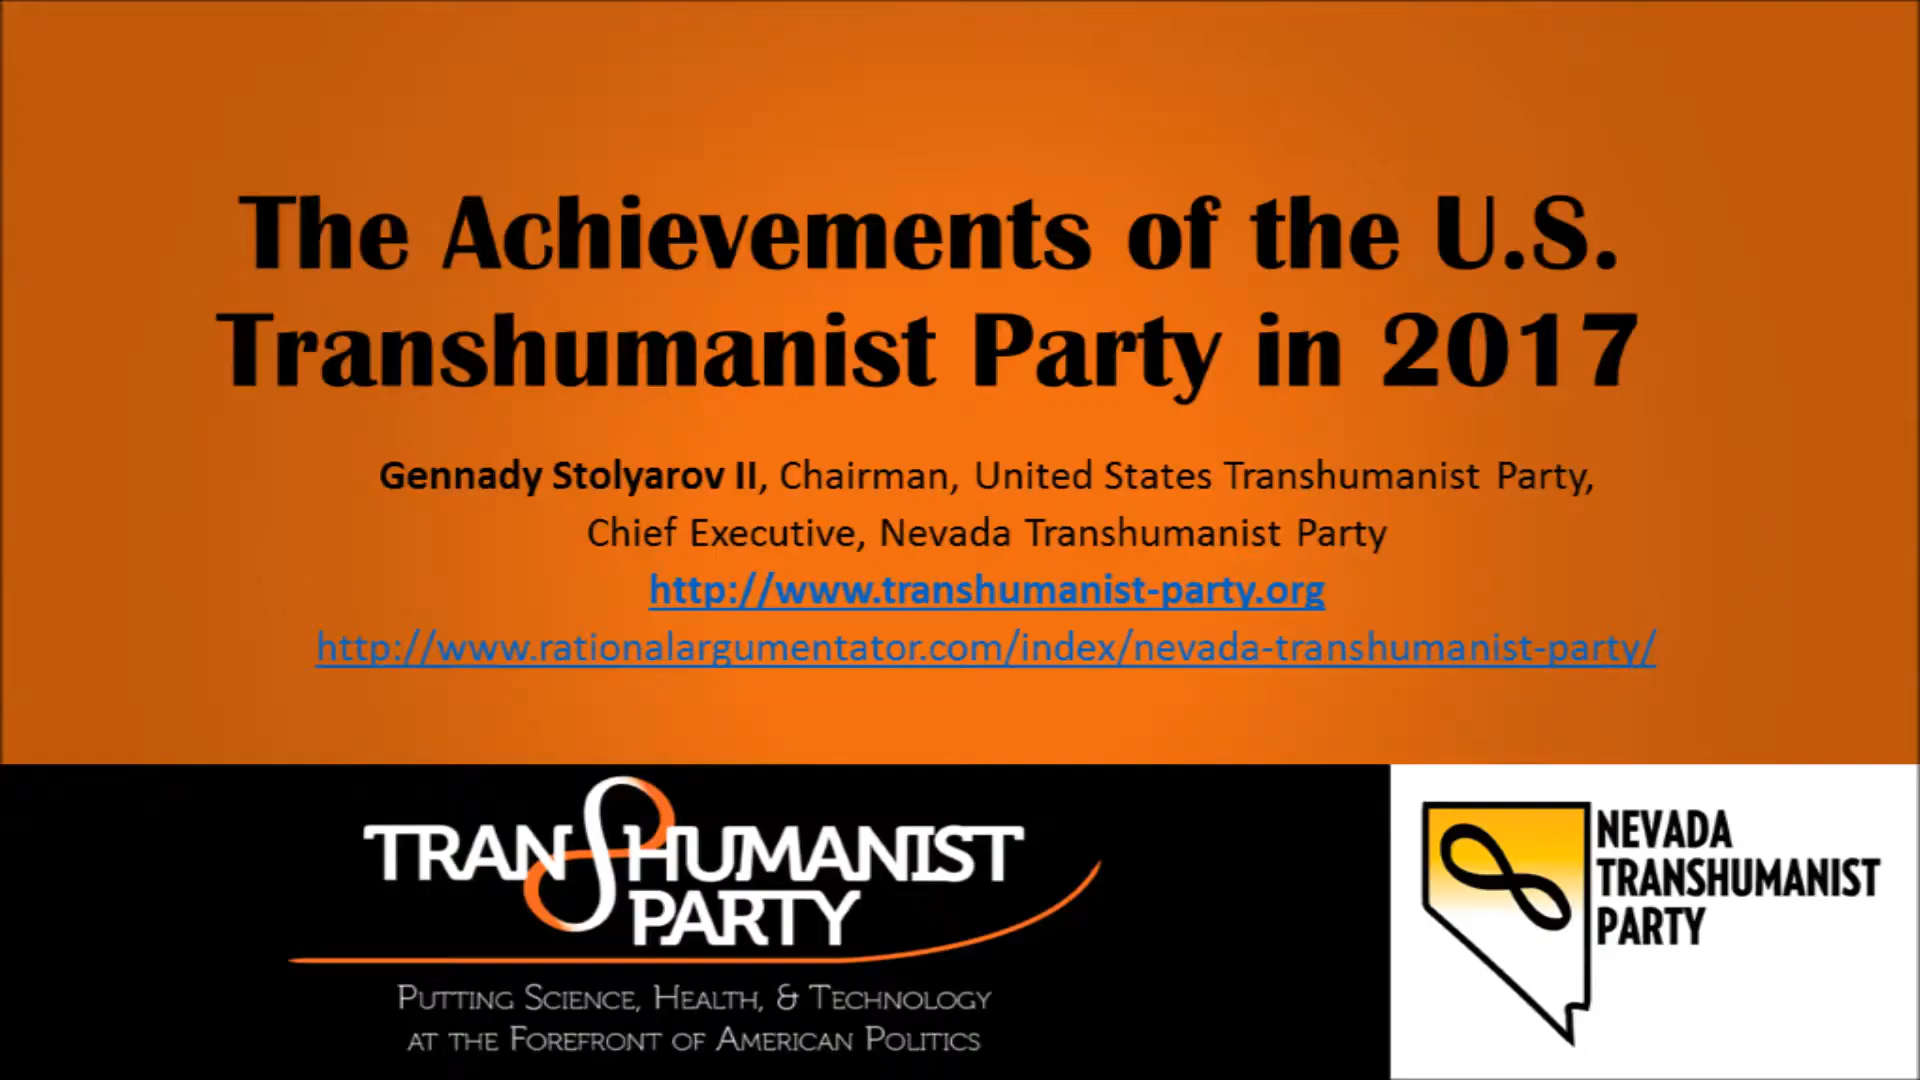 The Achievements of the U.S.
Transhumanist Party in 2017
Gennady Stolyarov II, Chairman, United States Transhumanist Party,
Chief Executive, Nevada Transhumanist Party
http://www.transhumanist-party.org
http://www.rationalargumentator.com/index/nevada-transhumanist-party/
TRANSHUMANIST
PARTY
PUTTING SCIENCE, HEALTH, & TECHNOLOGY
AT THE FOREFRONT OF AMERICAN POLITICS
NEVADA
TRANSHUMANIST
PARTY